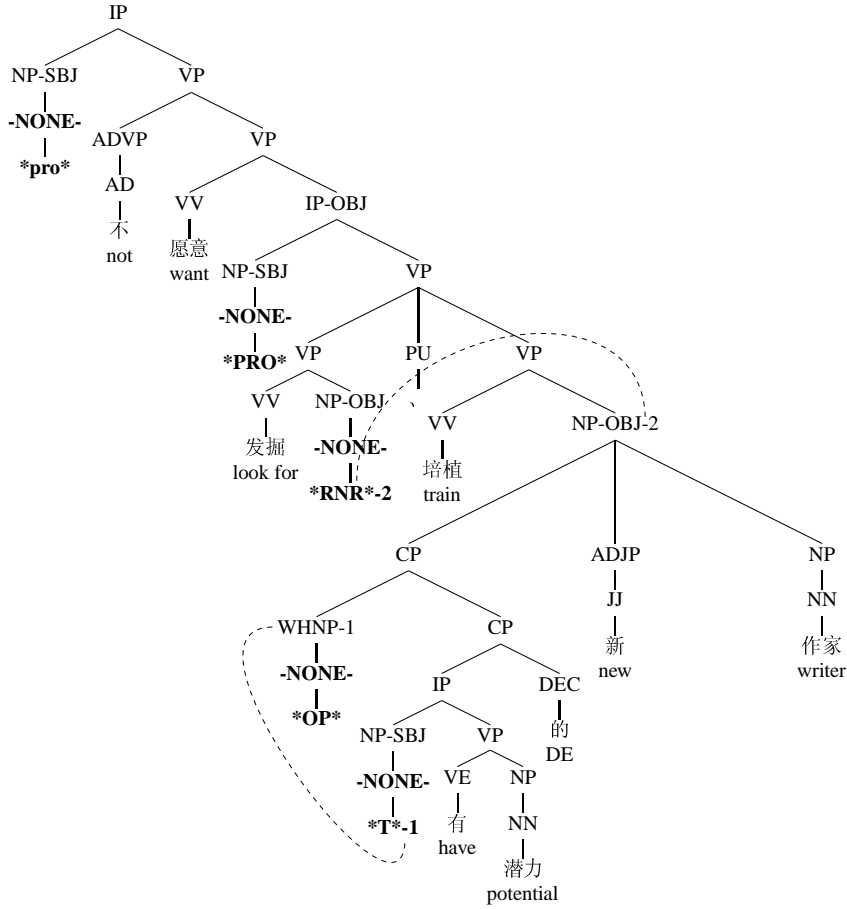 IP
NP-SBJ VP
-NONE- ADVP VP
*pro* AD VV IP-OBJ
不 愿意 NP-SBJ VP
not want
-NONE-
*PRO* VP PU VP
VV NP-OBJ 、 VV NP-OBJ-2
发掘 -NONE- 培植
look for *RNR*-2 train
CP ADJP NP
JJ NN
WHNP-1 CP 新 作家
new writer
-NONE- IP DEC
*OP* 的
NP-SBJ VP DE
-NONE- VE NP
*T*-1 有 NN
have 潜力
potential